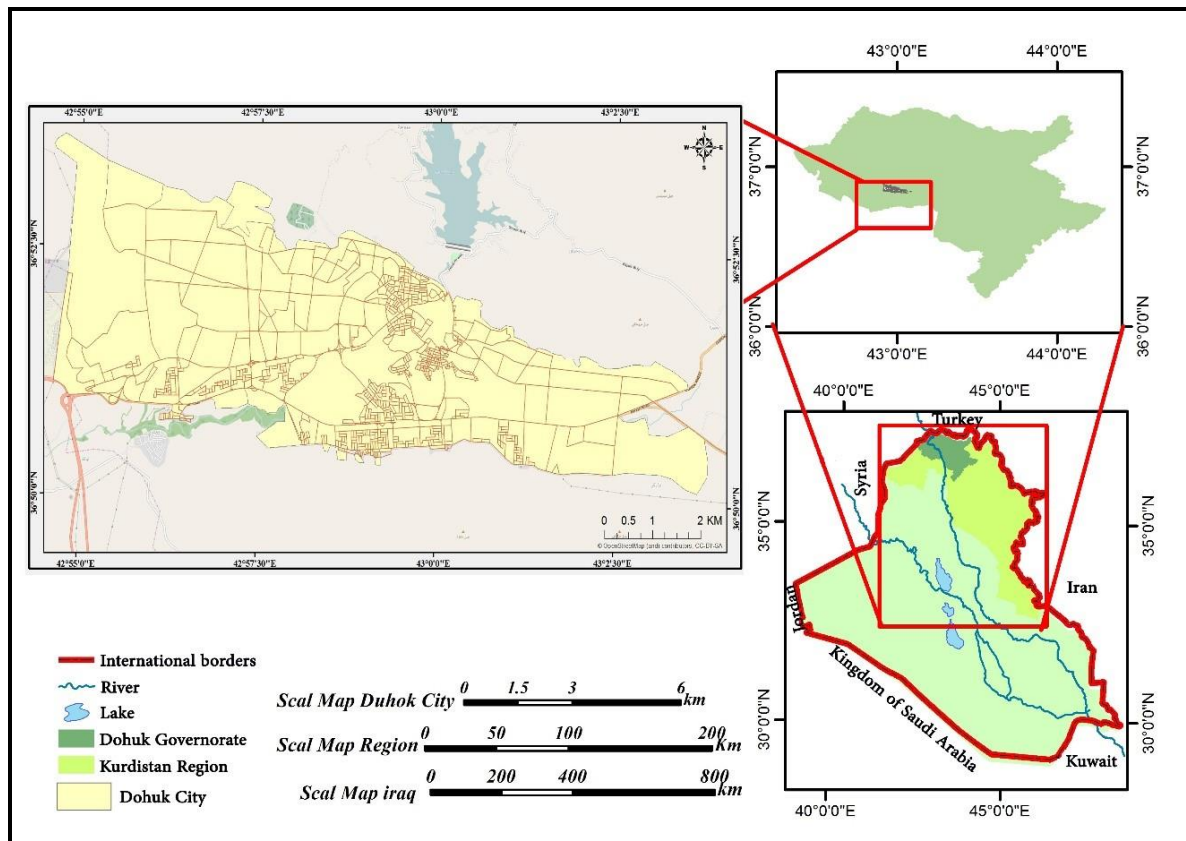 43°0'0"E 44°0'0"E
42°55'0"E 42°57'30"E 43°0'0"E 43°2'30"E
N
W E
S
37°0'0"N 37°0'0"N
36°52'30"N 36°52'30"N
36°0'0"N 36°0'0"N
43°0'0"E 44°0'0"E
40°0'0"E 45°0'0"E
Turkey
Syria
36°50'0"N 36°50'0"N
0 0.5 1 2 KM
© OpenStreetMap (and) contributors, CC-BY-SA
42°55'0"E 42°57'30"E 43°0'0"E 43°2'30"E
35°0'0"N 35°0'0"N
Iran
Jordan
Kingdom of Saudi Arabia
Kuwait
30°0'0"N 30°0'0"N
40°0'0"E 45°0'0"E
International borders
River
Lake
Dohuk Governorate
Kurdistan Region
Dohuk City
Scal Map Duhok City 0 1.5 3 6 km
Scal Map Region 0 50 100 200 Km
Scal Map iraq 0 200 400 800 km